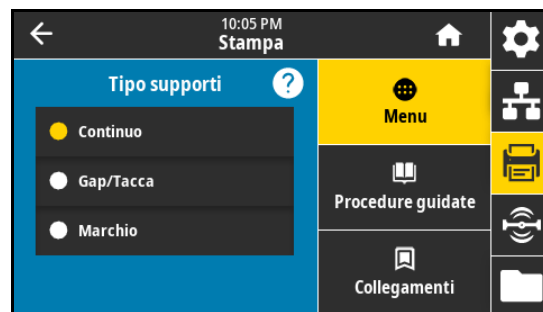 10:05 PM
Stampa
Tipo supporti ?
Continuo
Gap/Tacca
Marchio
Menu
Procedure guidate
Collegamenti